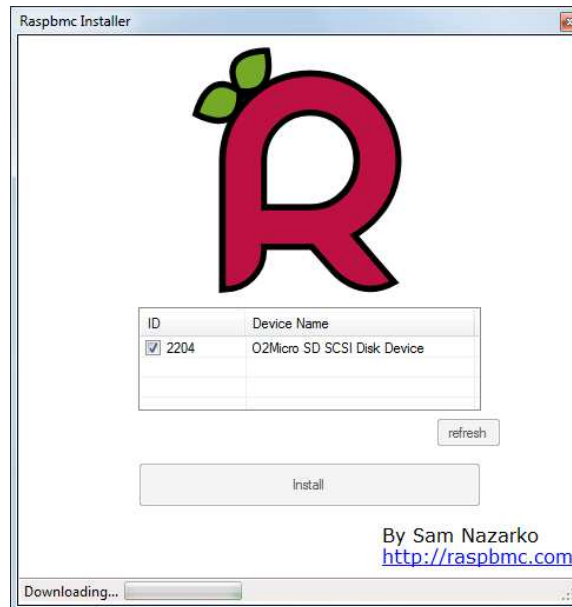 Raspbmc Installer
ID Device Name
2204 O2Micro SD SCSI Disk Device
refresh
Install
By Sam Nazarko
http://raspbmc.com
Downloading...